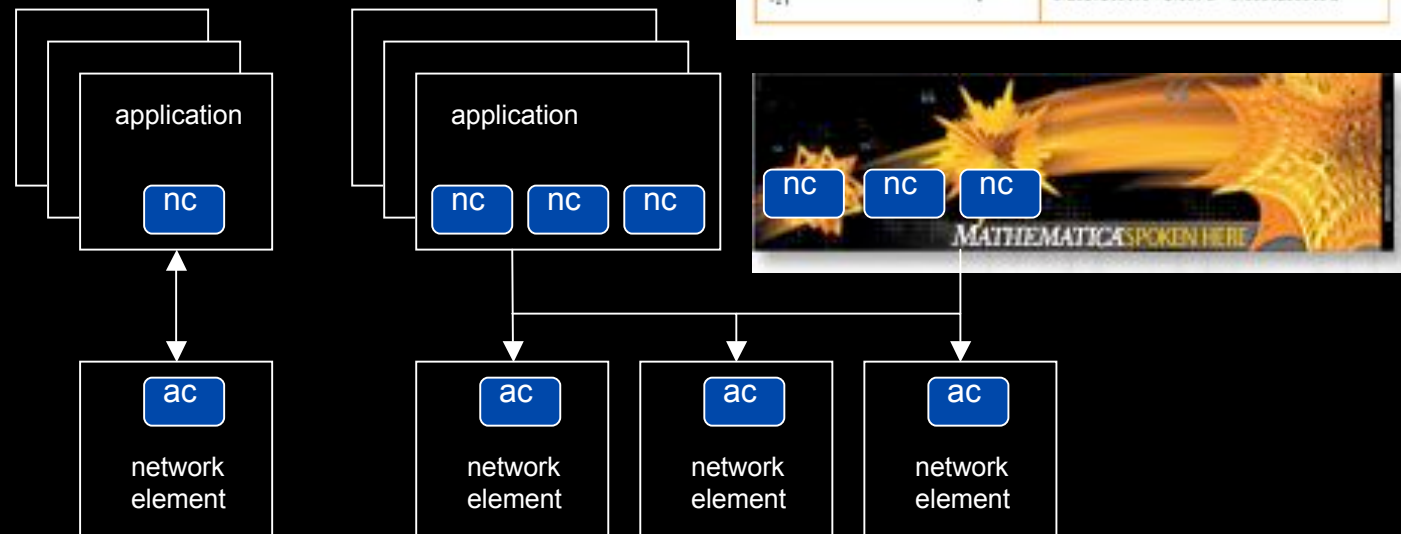 application
application
nc
nc nc nc
nc nc nc
MATHEMATICA SPOKEN HERE
ac
ac
ac
ac
network
element
network
element
network
element
network
element